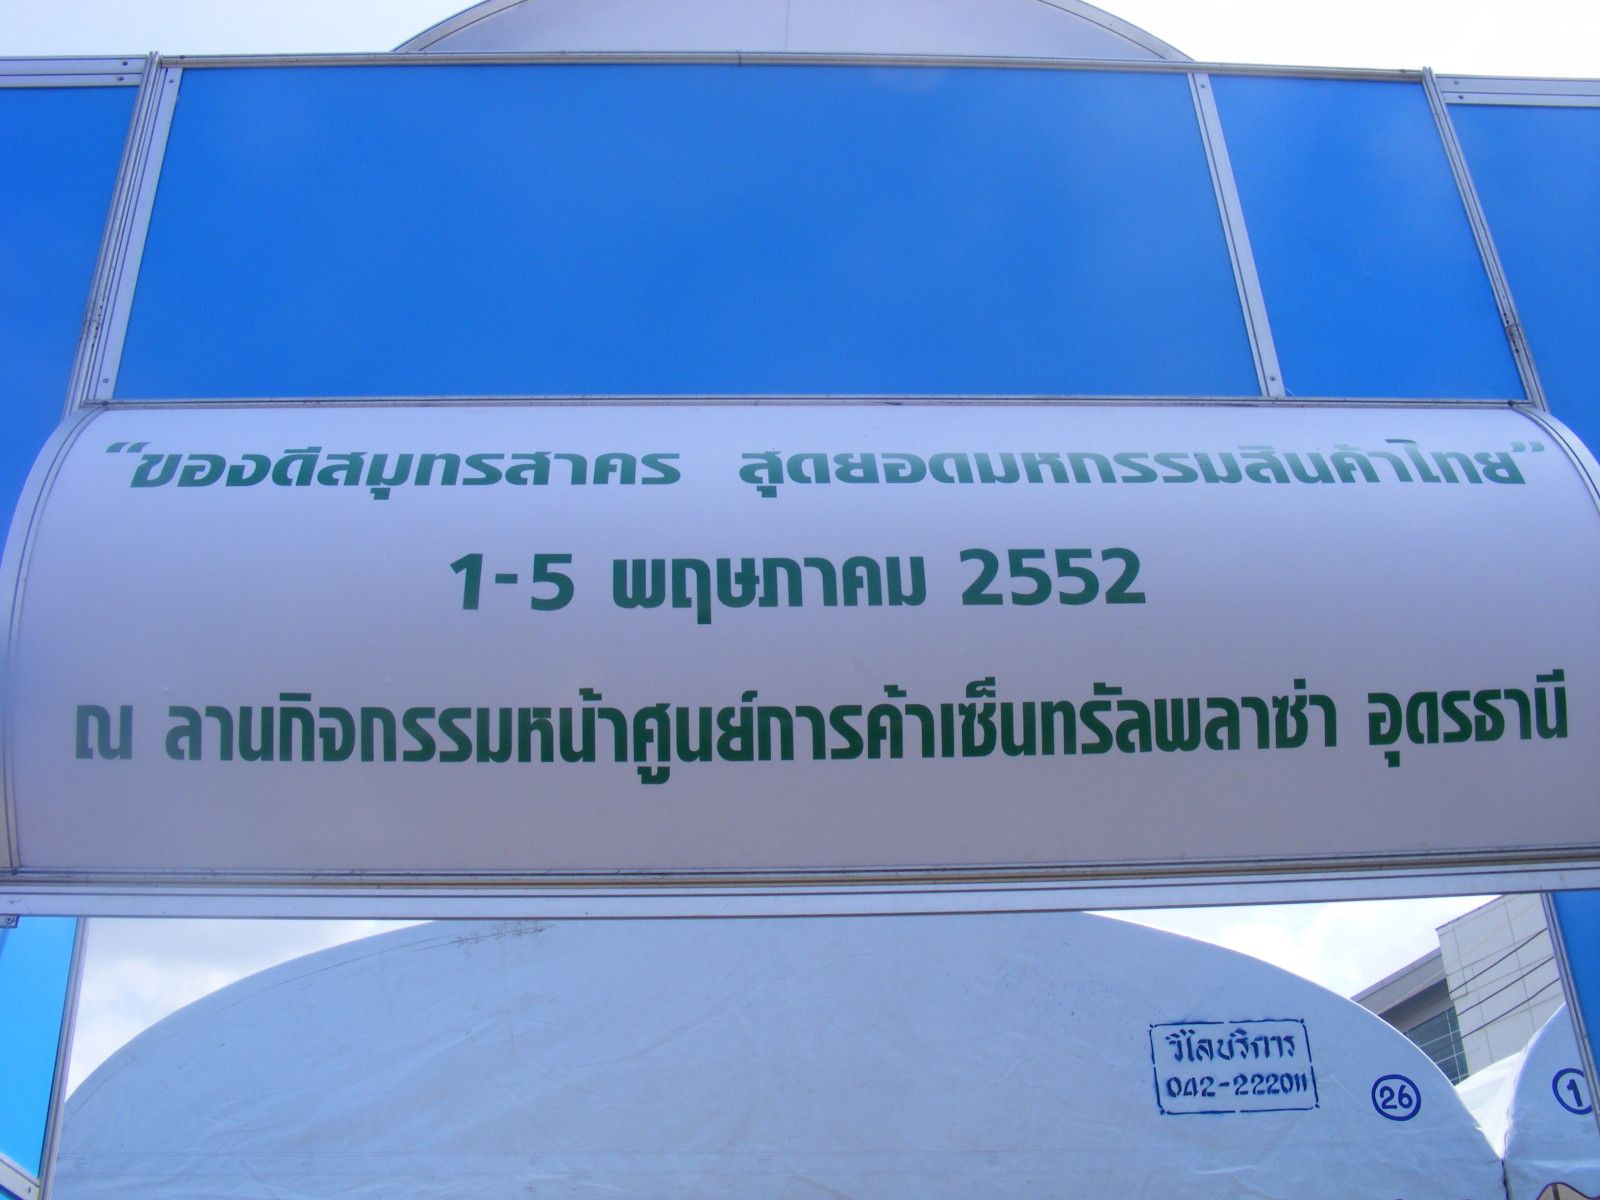 “ของดีสมุทรสาคร สุดยอดมหกรรมสินค้าไทย”
1-5 พฤษภาคม 2552
ณ ลานกิจกรรมหน้าศูนย์การค้าเซ็นทรัลพลาซ่า อุดรธานี
วิไลบริการ
042-222011
26
1